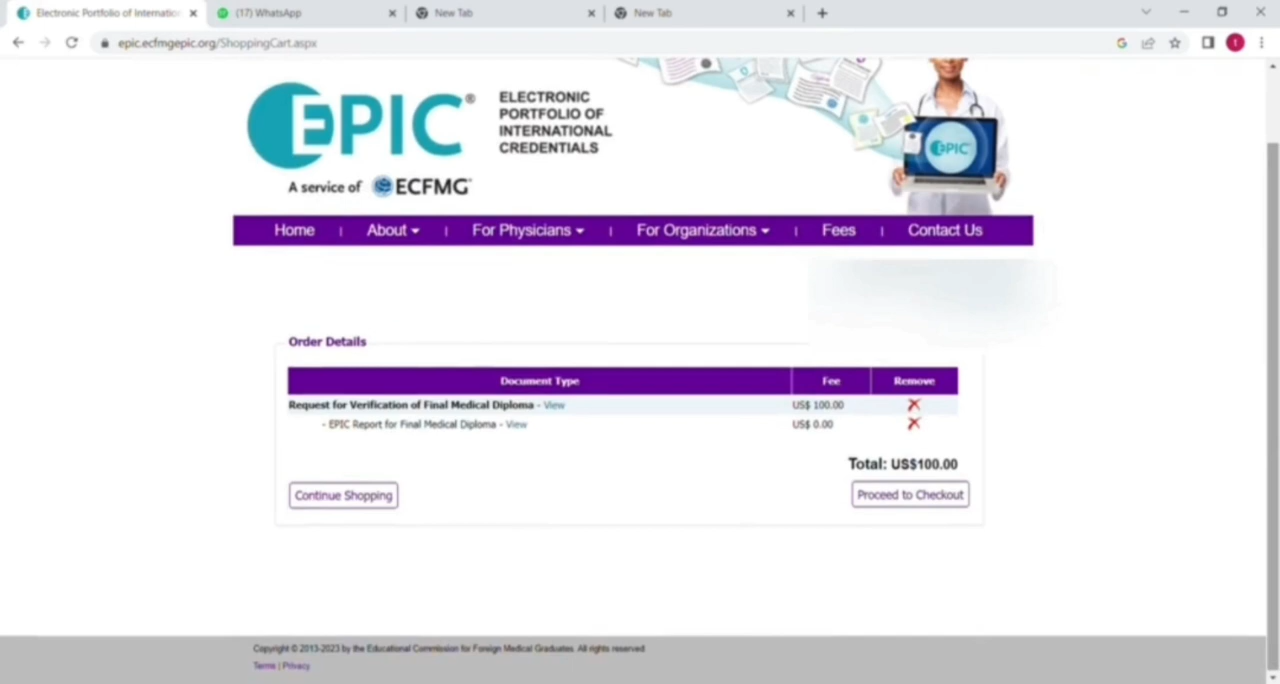 Electronic Portfolio of Internation
(17) WhatsApp
New Tab
New Tab
epic.ecfmgepic.org/ShoppingCart.aspx
t
EPIC®
ELECTRONIC
PORTFOLIO OF
INTERNATIONAL
CREDENTIALS
A service of ECFMG
EPIC
Home | About | For Physicians | For Organizations | Fees | Contact Us
Order Details
Document Type Fee Remove
Request for Verification of Final Medical Diploma - View US$ 100.00
- EPIC Report for Final Medical Diploma - View US$ 0.00
Total: US$100.00
Continue Shopping Proceed to Checkout
Copyright © 2013-2023 by the Educational Commission for Foreign Medical Graduates. All rights reserved.
Terms | Privacy